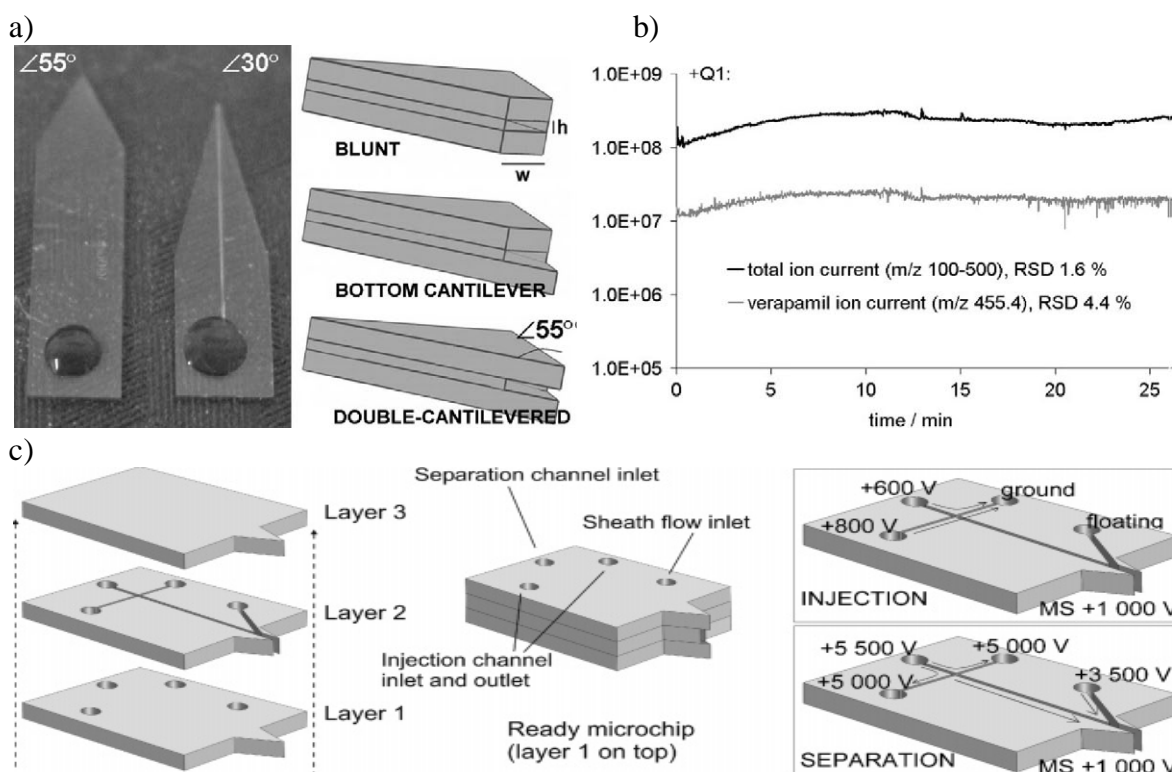 a)
∠55°
∠30°
BLUNT
h
w
BOTTOM CANTILEVER
∠55°
DOUBLE-CANTILEVERED
b)
+Q1:
1.0E+09
1.0E+08
1.0E+07
1.0E+06
1.0E+05
total ion current (m/z 100-500), RSD 1.6 %
verapamil ion current (m/z 455.4), RSD 4.4 %
0 5 10 15 20 25
time / min
c)
Layer 3
Layer 2
Layer 1
Separation channel inlet
Sheath flow inlet
Injection channel
inlet and outlet
Ready microchip
(layer 1 on top)
+600 V
ground
+800 V
floating
INJECTION
MS +1 000 V
+5 500 V
+5 000 V
+5 000 V
+3 500 V
SEPARATION
MS +1 000 V